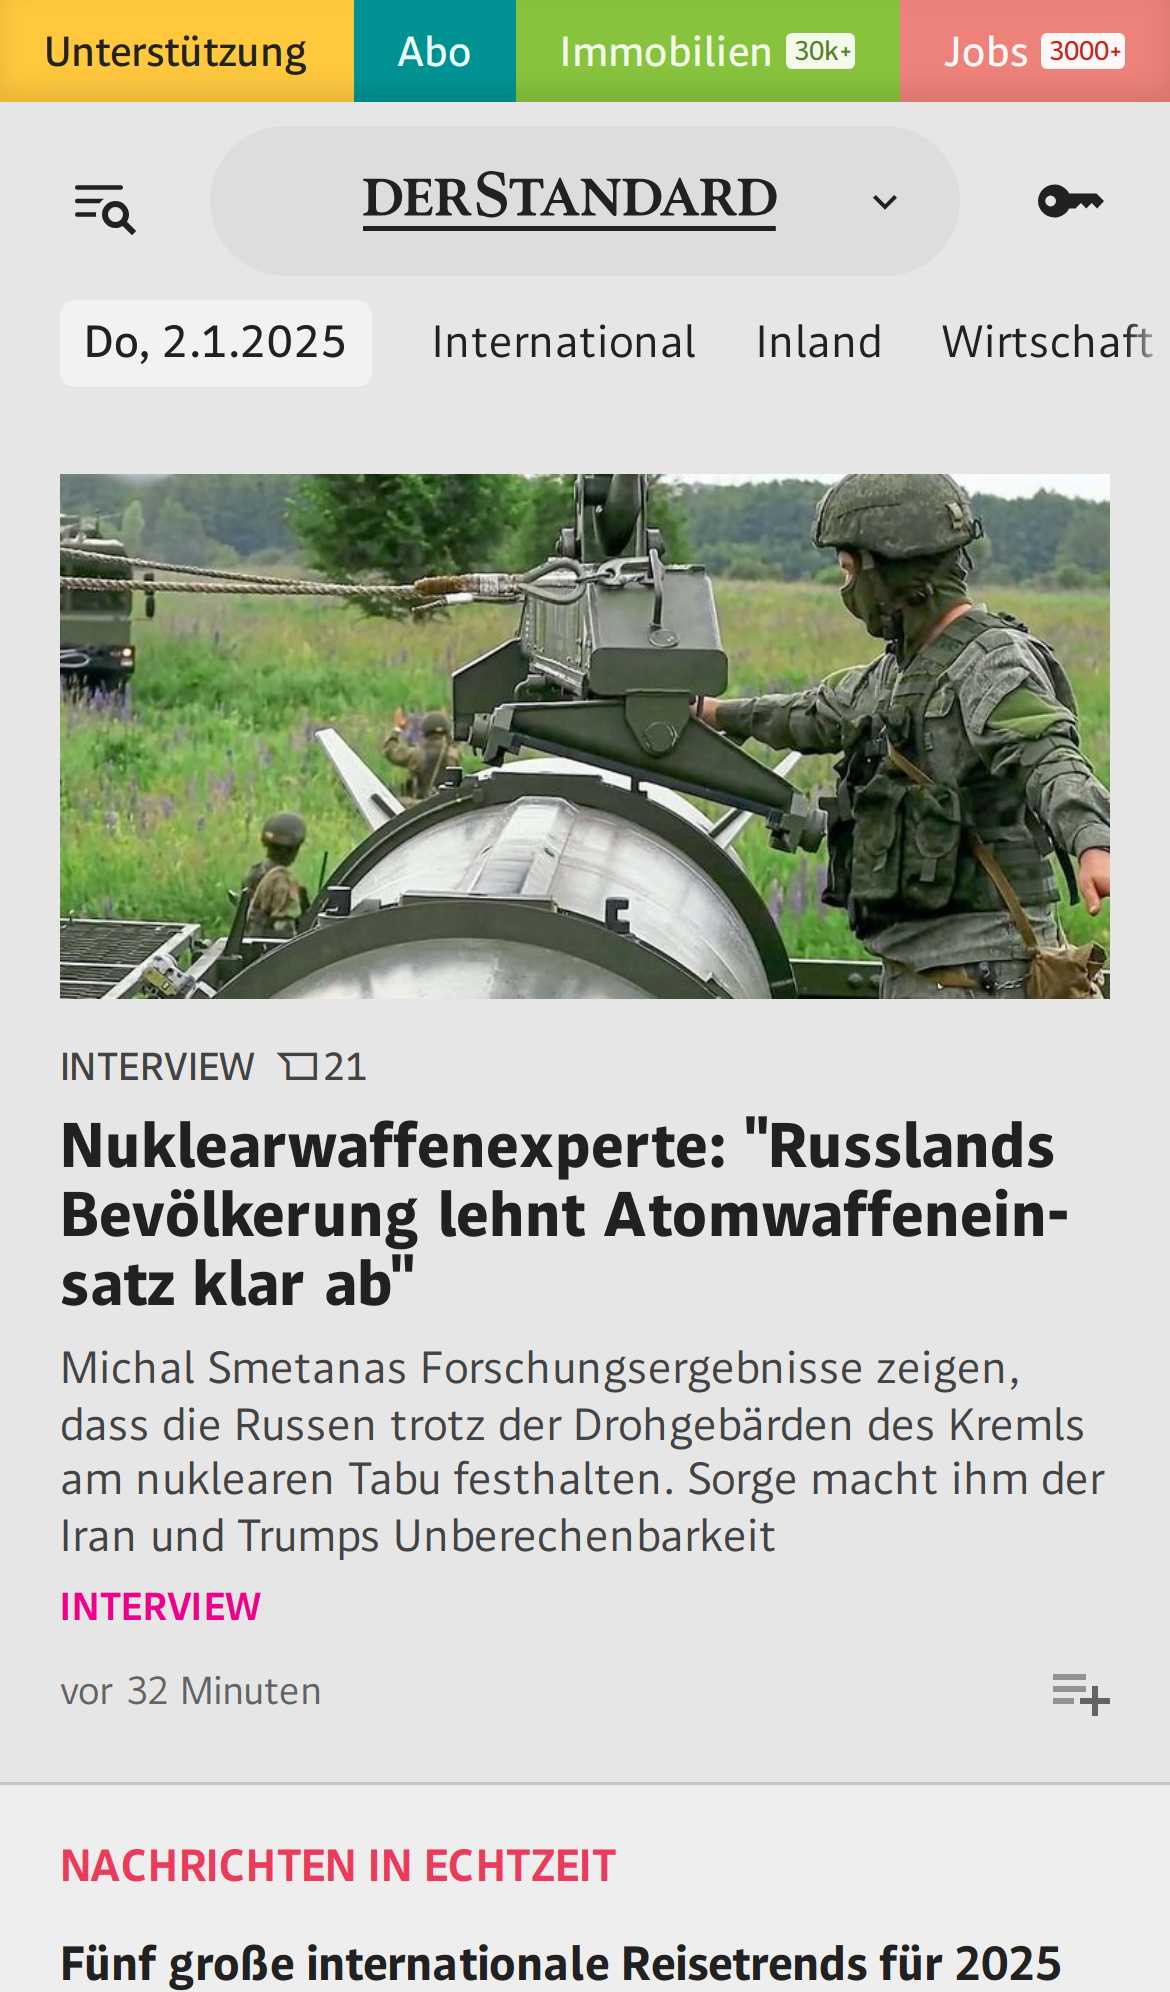 Unterstützung Abo Immobilien 30k+ Jobs 3000+
DERSTANDARD
Do, 2.1.2025 International Inland Wirtschaft
INTERVIEW 21
Nuklearwaffenexperte: "Russlands
Bevölkerung lehnt Atomwaffenein-
satz klar ab"
Michal Smetanas Forschungsergebnisse zeigen,
dass die Russen trotz der Drohgebärden des Kremls
am nuklearen Tabu festhalten. Sorge macht ihm der
Iran und Trumps Unberechenbarkeit
INTERVIEW
vor 32 Minuten
NACHRICHTEN IN ECHTZEIT
Fünf große internationale Reisetrends für 2025